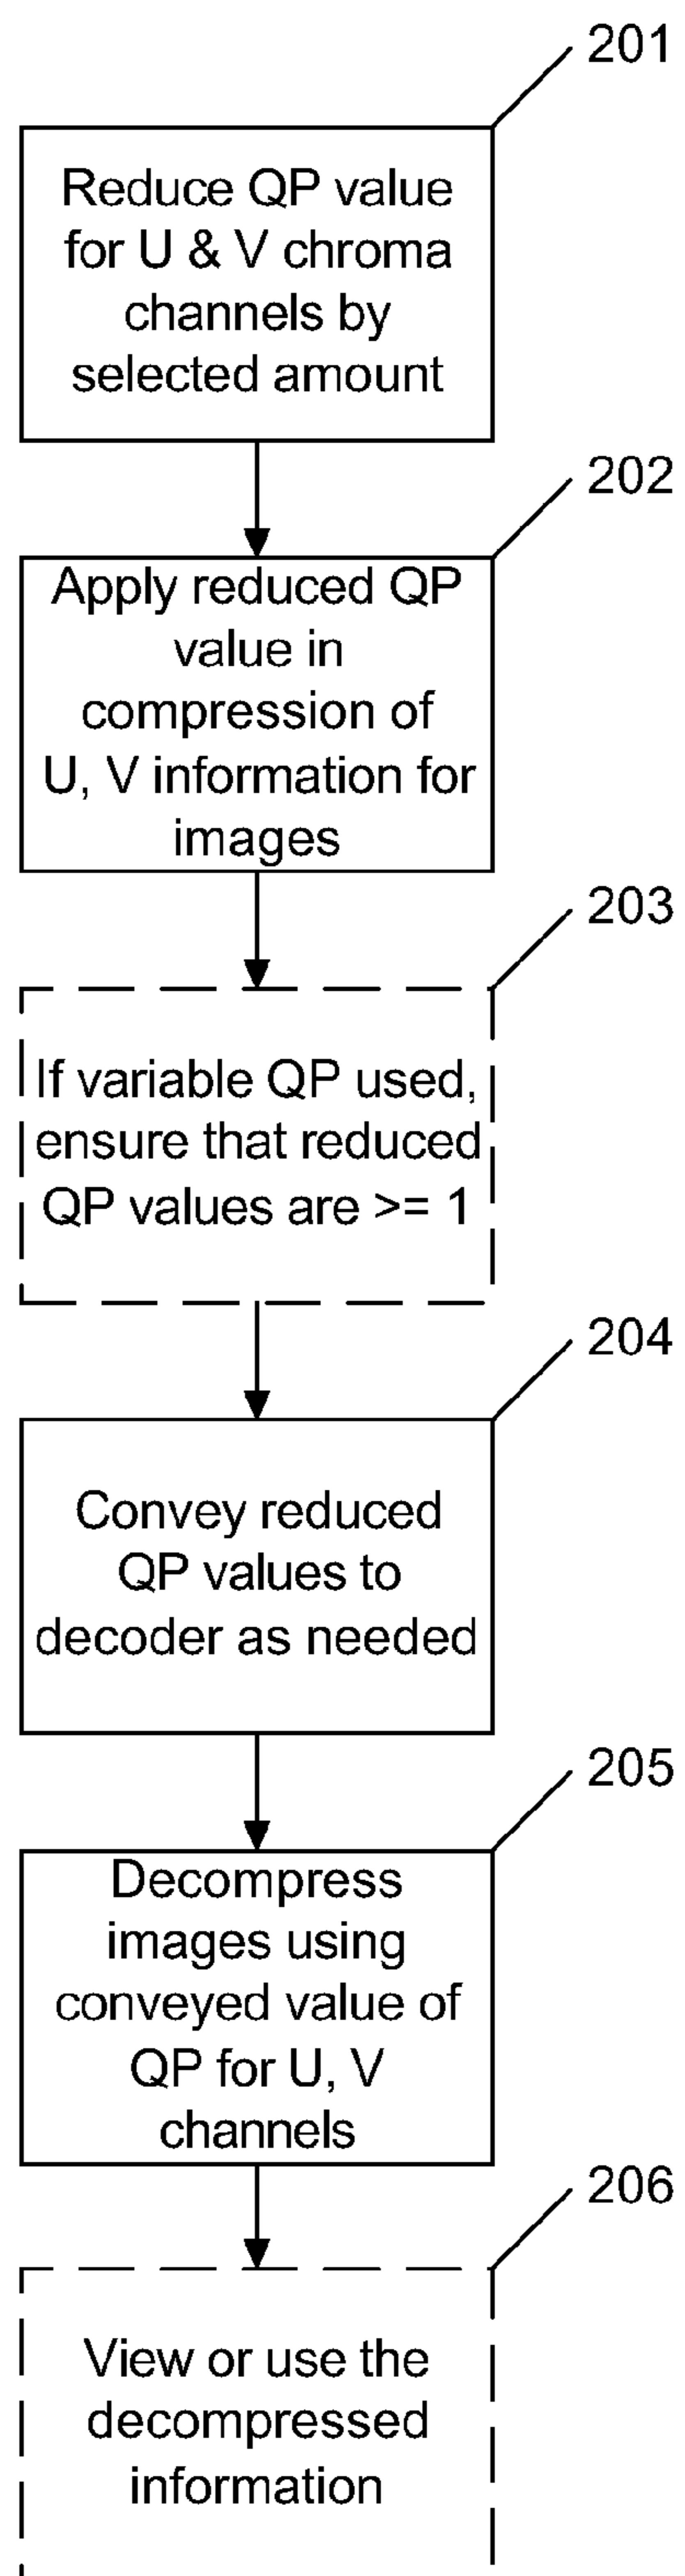 201
Reduce QP value
for U & V chroma
channels by
selected amount
202
Apply reduced QP
value in
compression of
U, V information for
images
203
If variable QP used,
ensure that reduced
QP values are >= 1
204
Convey reduced
QP values to
decoder as needed
205
Decompress
images using
conveyed value of
QP for U, V
channels
206
View or use the
decompressed
information